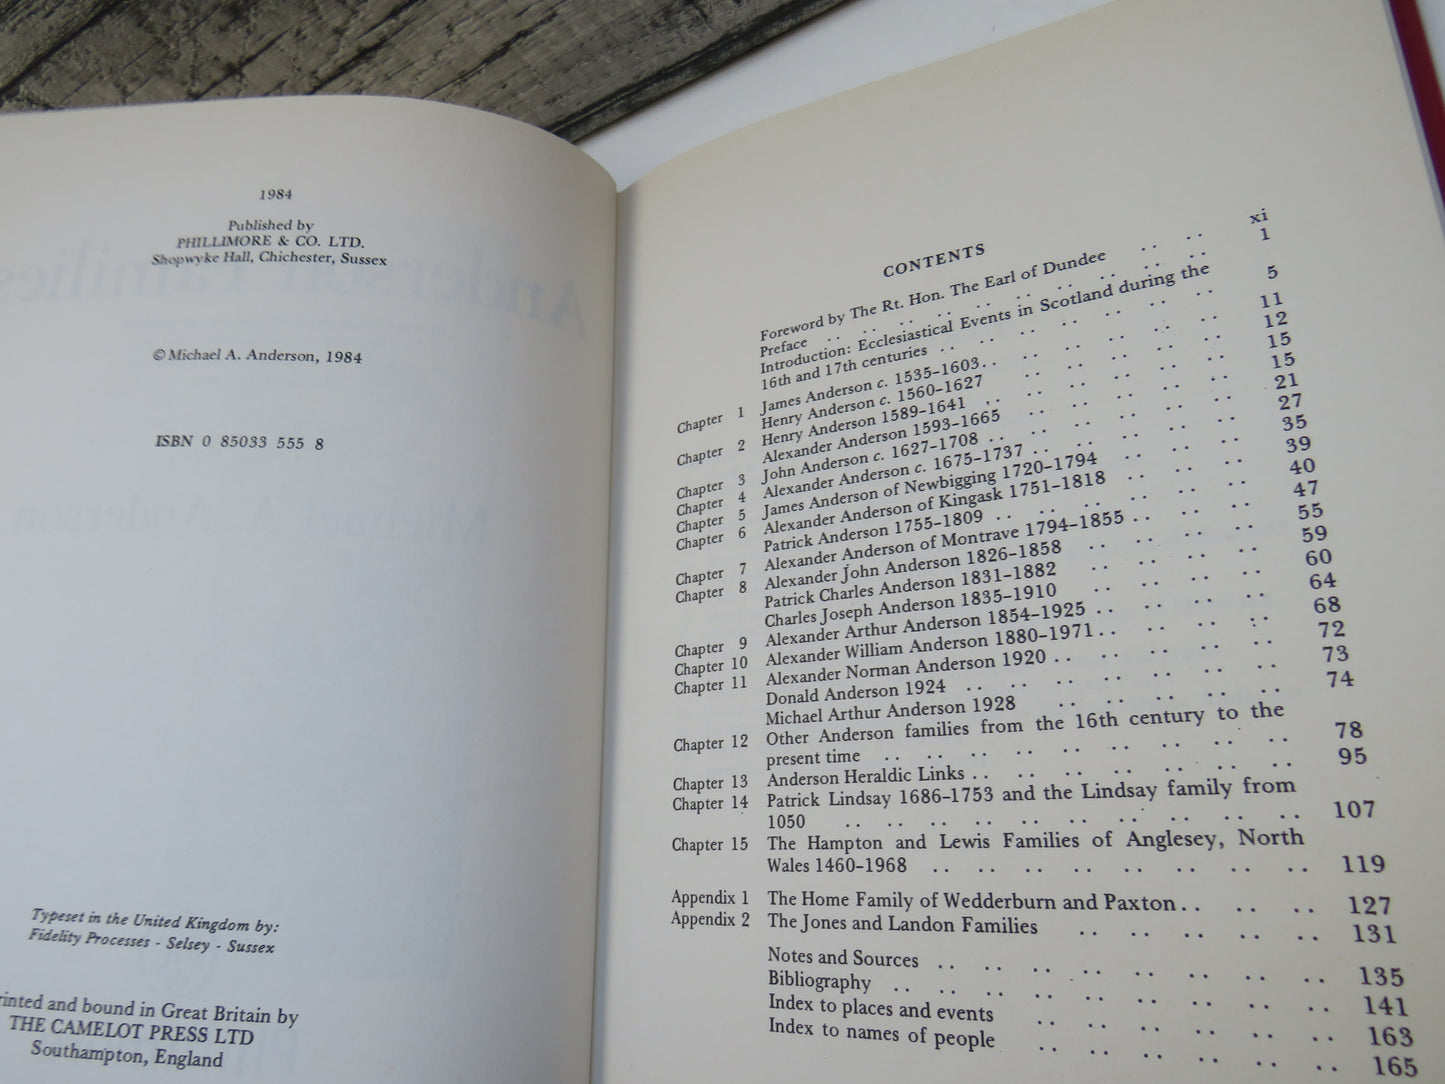 1984
Published by
PHILLIMORE & CO. LTD.
Shopwyke Hall, Chichester, Sussex
© Michael A. Anderson, 1984
ISBN 0 85033 555 8
Typeset in the United Kingdom by:
Fidelity Processes - Selsey - Sussex
rinted and bound in Great Britain by
THE CAMELOT PRESS LTD
Southampton, England
CONTENTS
Foreword by The Rt. Hon. The Earl of Dundee .. .. xi
Preface .. .. .. .. .. .. .. .. 1
Introduction: Ecclesiastical Events in Scotland during the
16th and 17th centuries .. .. .. .. .. .. 5
Chapter 1 James Anderson c. 1535-1603.. .. .. .. .. 11
Henry Anderson c. 1560-1627 .. .. .. .. .. 12
Chapter 2 Henry Anderson 1589-1641 .. .. .. .. .. .. 15
Alexander Anderson 1593-1665 .. .. .. .. .. 15
Chapter 3 John Anderson c. 1627-1708 .. .. .. .. .. .. 21
Chapter 4 Alexander Anderson c. 1675-1737 .. .. .. .. .. 27
Chapter 5 James Anderson of Newbigging 1720-1794 .. .. .. 35
Chapter 6 Alexander Anderson of Kingask 1751-1818 .. .. .. 39
Patrick Anderson 1755-1809 .. .. .. .. .. .. 40
Chapter 7 Alexander Anderson of Montrave 1794-1855 .. .. .. 47
Chapter 8 Alexander John Anderson 1826-1858 .. .. .. .. 55
Patrick Charles Anderson 1831-1882 .. .. .. .. 59
Charles Joseph Anderson 1835-1910 .. .. .. .. 60
Chapter 9 Alexander Arthur Anderson 1854-1925 .. .. .. .. 64
Chapter 10 Alexander William Anderson 1880-1971.. .. .. .. 68
Chapter 11 Alexander Norman Anderson 1920 .. .. .. .. .. 72
Donald Anderson 1924 .. .. .. .. .. .. .. 73
Michael Arthur Anderson 1928 .. .. .. .. .. 74
Chapter 12 Other Anderson families from the 16th century to the
present time .. .. .. .. .. .. .. .. .. 78
Chapter 13 Anderson Heraldic Links .. .. .. .. .. .. .. 95
Chapter 14 Patrick Lindsay 1686-1753 and the Lindsay family from
1050 .. .. .. .. .. .. .. .. .. .. 107
Chapter 15 The Hampton and Lewis Families of Anglesey, North
Wales 1460-1968 .. .. .. .. .. .. .. .. .. 119
Appendix 1 The Home Family of Wedderburn and Paxton.. .. .. 127
Appendix 2 The Jones and Landon Families .. .. .. .. .. .. 131
Notes and Sources .. .. .. .. .. .. .. .. .. 135
Bibliography .. .. .. .. .. .. .. .. .. .. 141
Index to places and events .. .. .. .. .. .. .. 163
Index to names of people .. .. .. .. .. .. .. 165